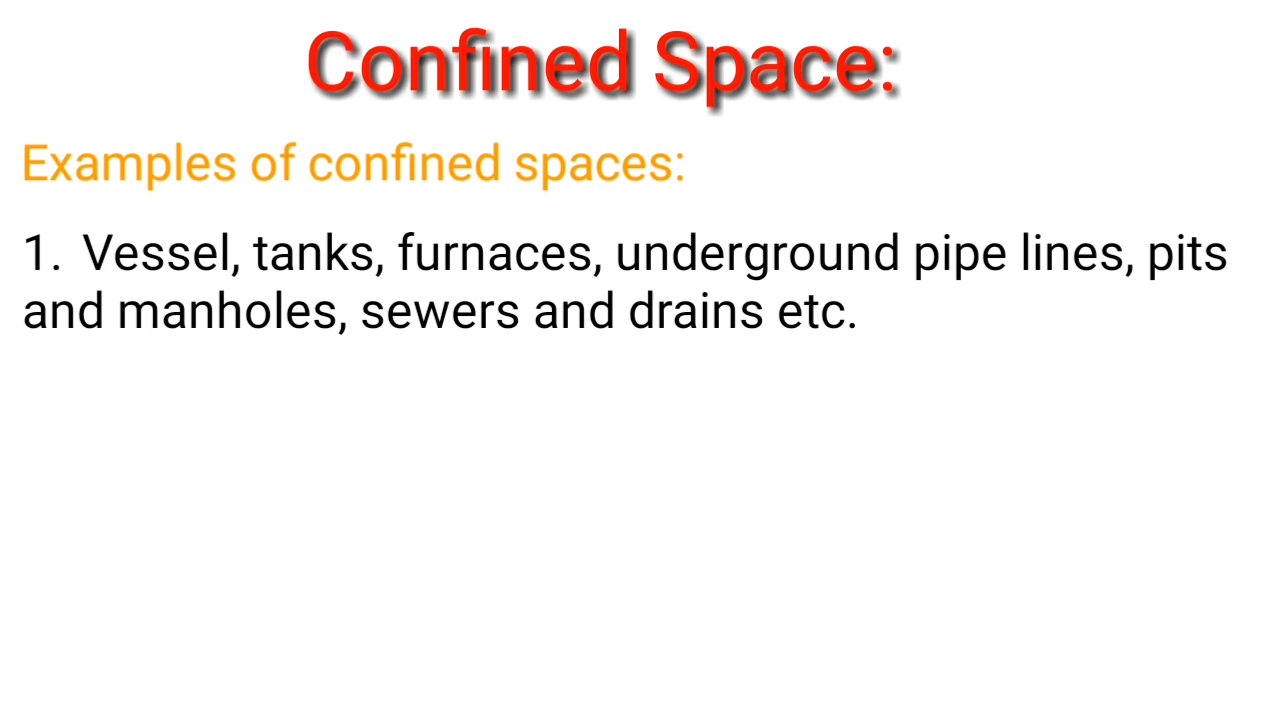 Confined Space:
Examples of confined spaces:
1. Vessel, tanks, furnaces, underground pipe lines, pits
and manholes, sewers and drains etc.